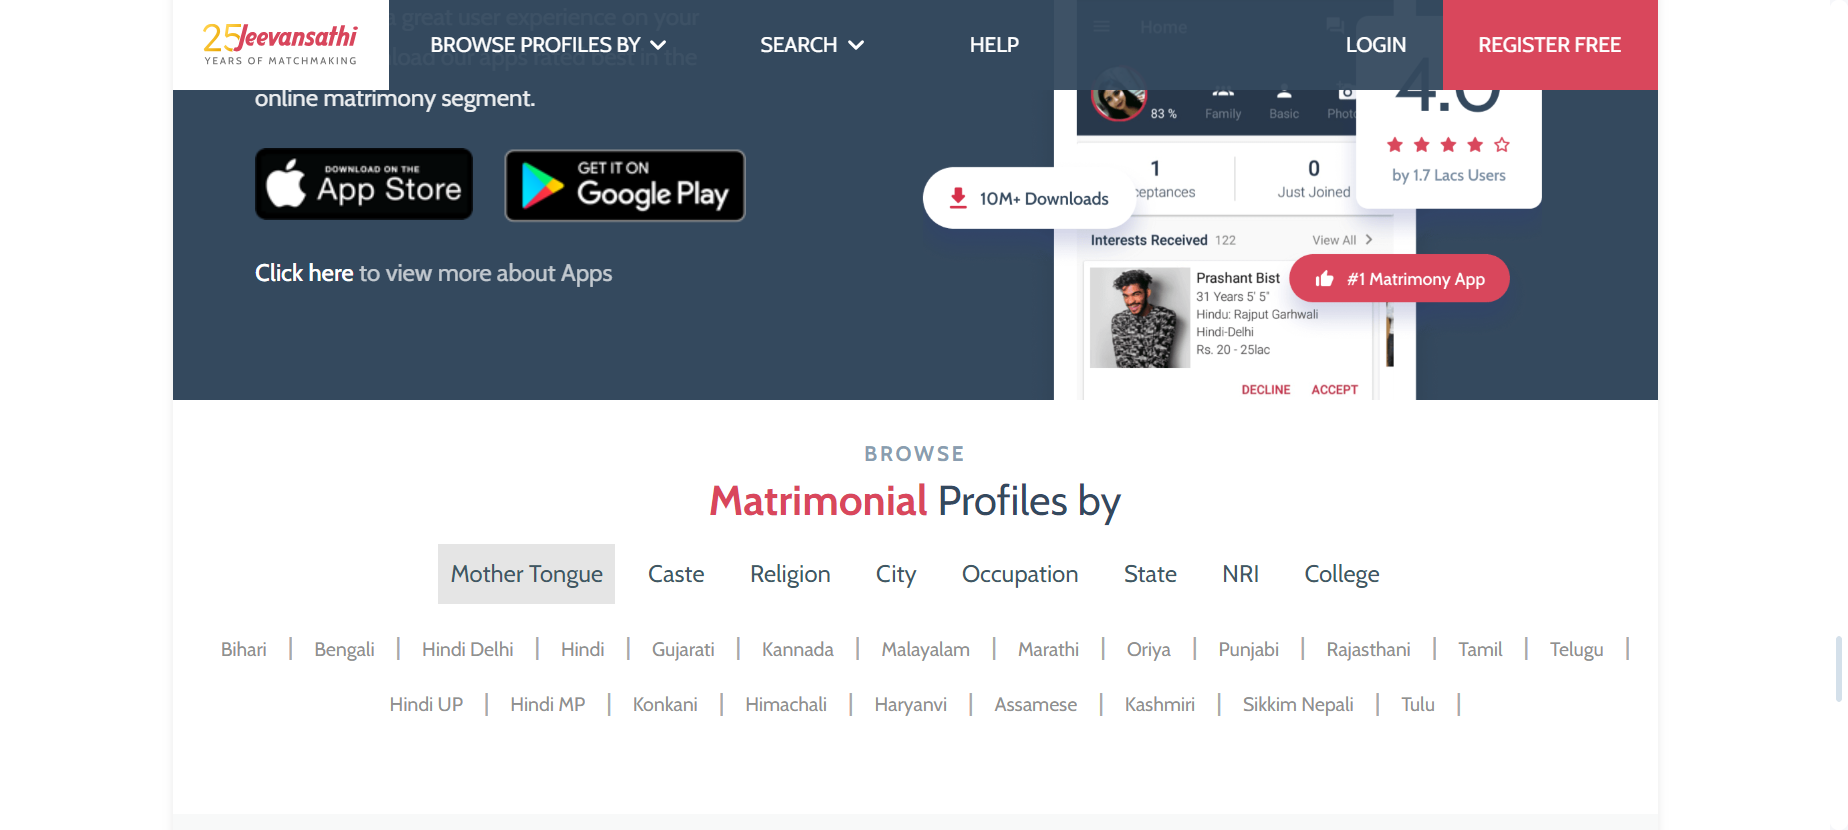 25 Jeevansathi
YEARS OF MATCHMAKING
BROWSE PROFILES BY
SEARCH
HELP
LOGIN
REGISTER FREE
great user experience on your
load our apps rated best in the
online matrimony segment.
Download on the
App Store
GET IT ON
Google Play
Click here to view more about Apps
Home
83 %
Family
Basic
Photo
by 1.7 Lacs Users
1
0
Just Joined
10M+ Downloads
Interests Received 122
View All
Prashant Bist
31 Years 5' 5"
Hindu: Rajput Garhwali
Hindi-Delhi
Rs. 20 - 25lac
#1 Matrimony App
DECLINE
ACCEPT
BROWSE
Matrimonial Profiles by
Mother Tongue Caste Religion City Occupation State NRI College
Bihari | Bengali | Hindi Delhi | Hindi | Gujarati | Kannada | Malayalam | Marathi | Oriya | Punjabi | Rajasthani | Tamil | Telugu |
Hindi UP | Hindi MP | Konkani | Himachali | Haryanvi | Assamese | Kashmiri | Sikkim Nepali | Tulu |